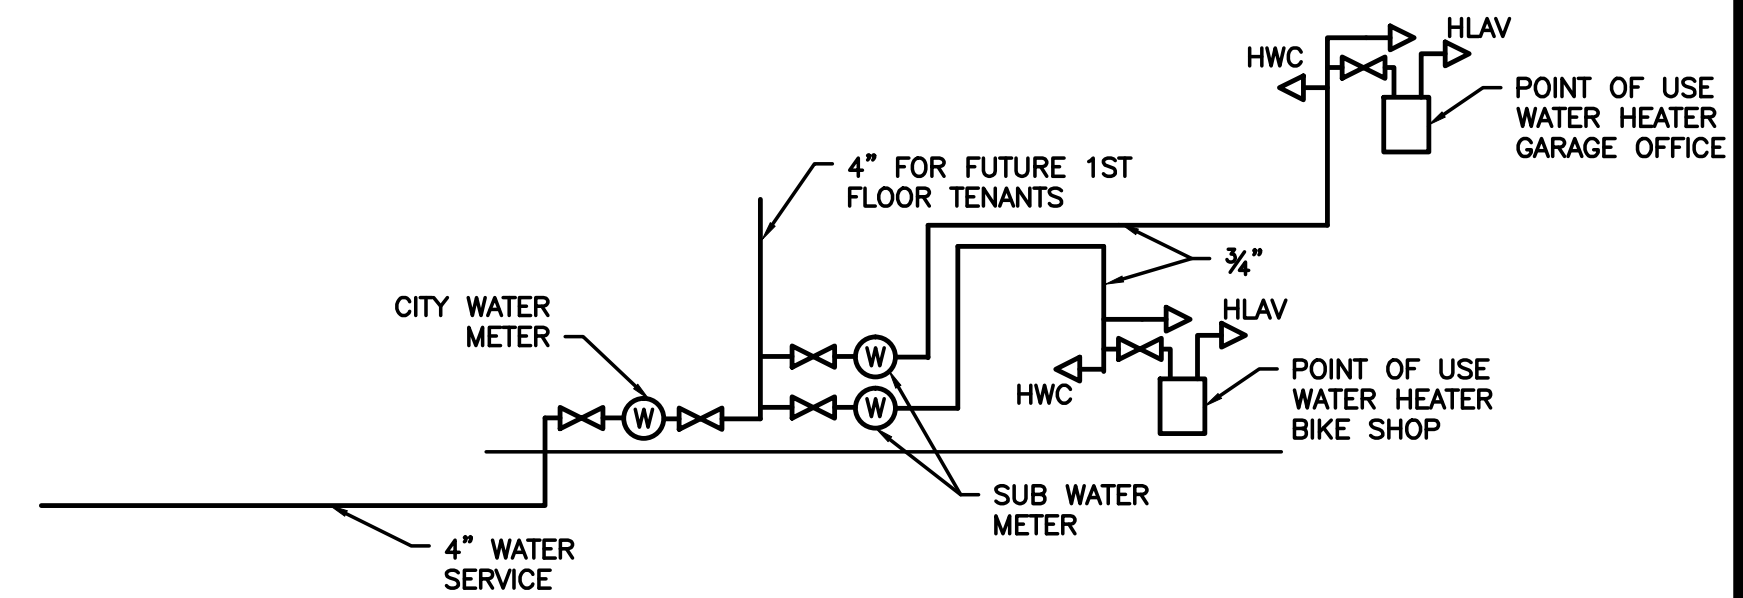 HLAV
HWC
POINT OF USE
WATER HEATER
GARAGE OFFICE
4" FOR FUTURE 1ST
FLOOR TENANTS
¾"
CITY WATER
METER
HLAV
W
HWC
POINT OF USE
WATER HEATER
BIKE SHOP
W
W
SUB WATER
METER
4" WATER
SERVICE